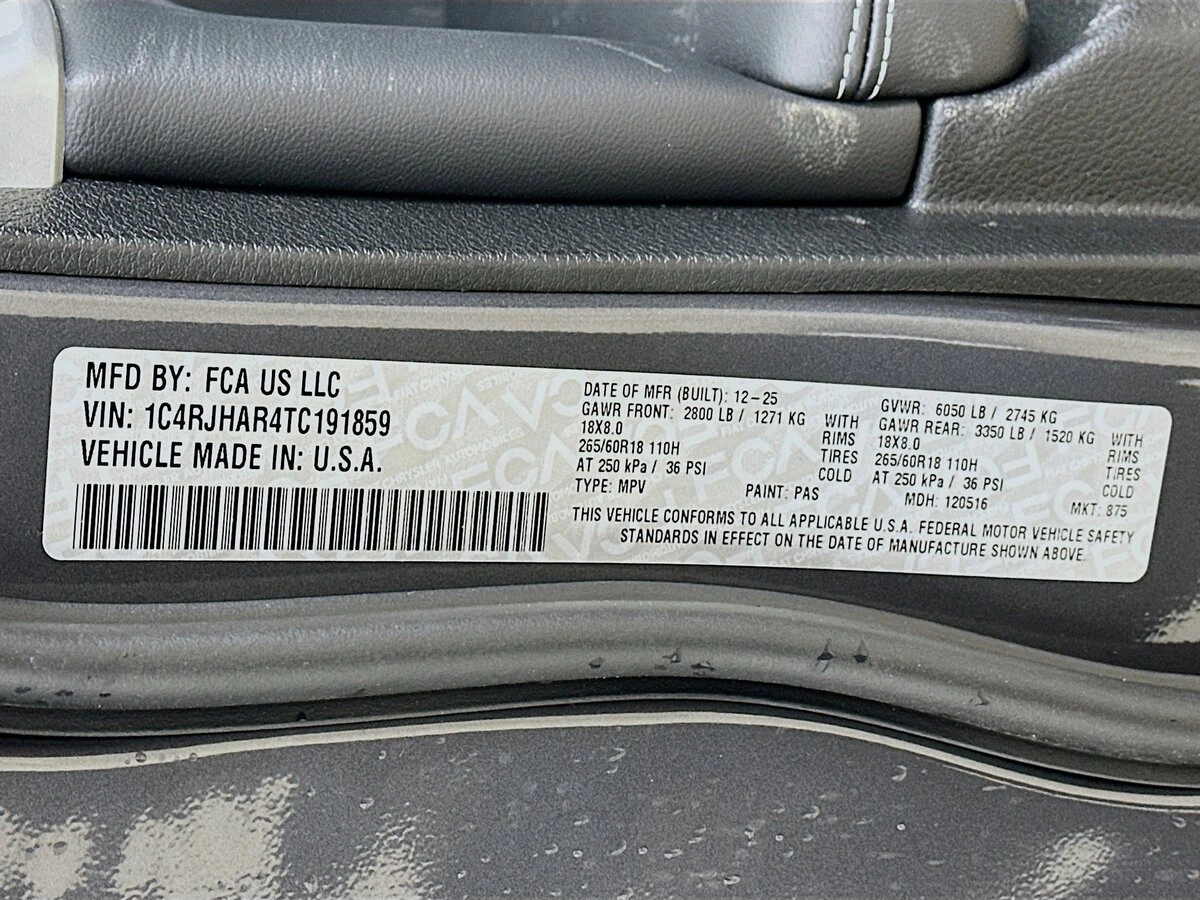 MFD BY: FCA US LLC
VIN: 1C4RJHAR4TC191859
VEHICLE MADE IN: U.S.A.
DATE OF MFR (BUILT): 12-25
GAWR FRONT: 2800 LB / 1271 KG WITH
18X8.0 RIMS
265/60R18 110H TIRES
AT 250 kPa / 36 PSI COLD
TYPE: MPV PAINT: PAS
GVWR: 6050 LB / 2745 KG
GAWR REAR: 3350 LB / 1520 KG WITH
18X8.0 RIMS
265/60R18 110H TIRES
AT 250 kPa / 36 PSI COLD
MDH: 120516 MKT: 875
THIS VEHICLE CONFORMS TO ALL APPLICABLE U.S.A. FEDERAL MOTOR VEHICLE SAFETY
STANDARDS IN EFFECT ON THE DATE OF MANUFACTURE SHOWN ABOVE.